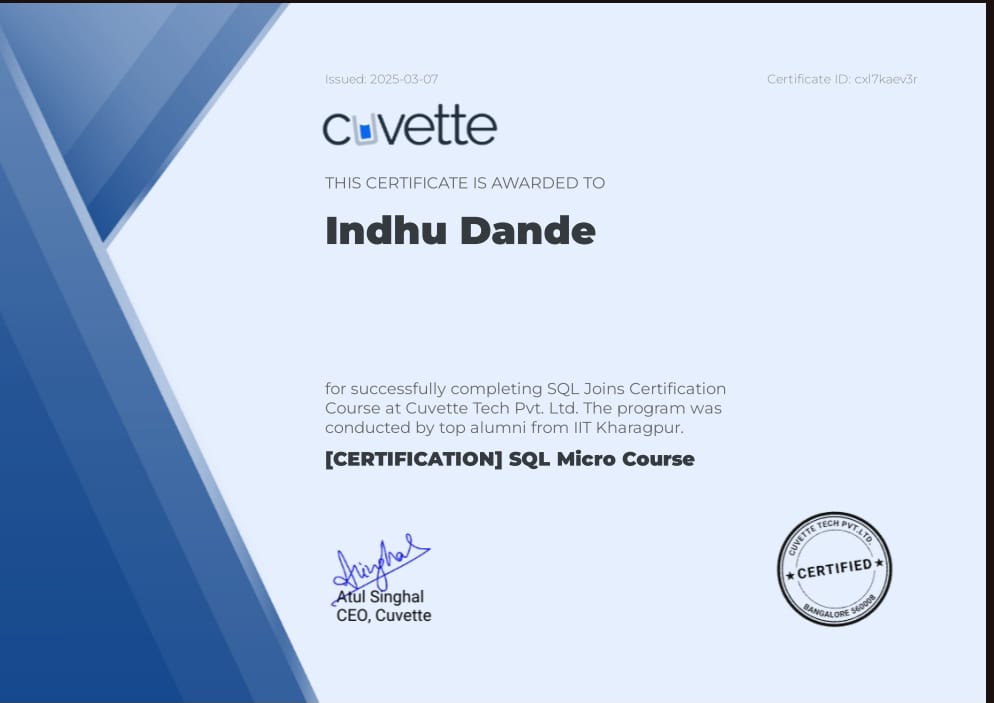 Issued: 2025-03-07
Certificate ID: cxl7kaev3r
cuvette
THIS CERTIFICATE IS AWARDED TO
Indhu Dande
for successfully completing SQL Joins Certification
Course at Cuvette Tech Pvt. Ltd. The program was
conducted by top alumni from IIT Kharagpur.
[CERTIFICATION] SQL Micro Course
Singhal
Atul Singhal
CEO, Cuvette
CUVETTE TECH PVT.LTD.
★ CERTIFIED ★
BANGALORE 560008